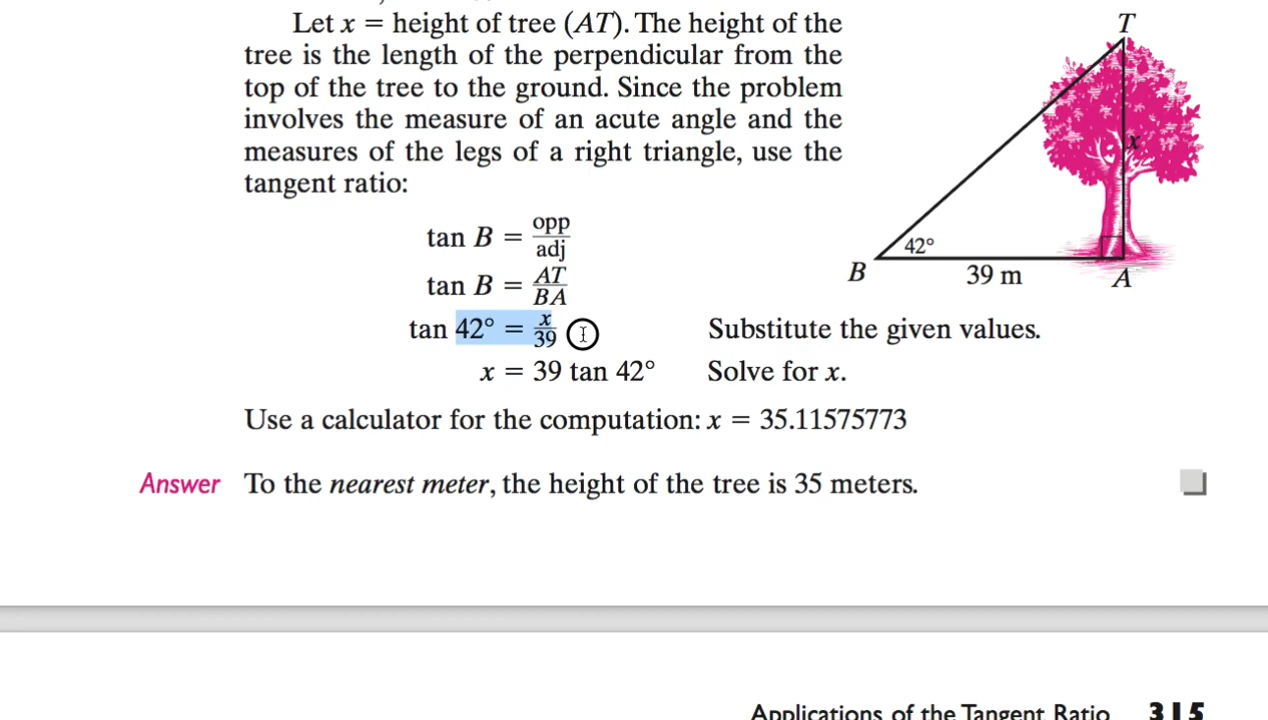 Let x = height of tree (AT). The height of the
tree is the length of the perpendicular from the
top of the tree to the ground. Since the problem
involves the measure of an acute angle and the
measures of the legs of a right triangle, use the
tangent ratio:
tan B = opp/adj
tan B = AT/BA
tan 42° = x/39 Substitute the given values.
x = 39 tan 42° Solve for x.
T
x
42°
B
39 m
A
Use a calculator for the computation: x = 35.11575773
Answer To the nearest meter, the height of the tree is 35 meters.
Applications of the Tangent Ratio 315